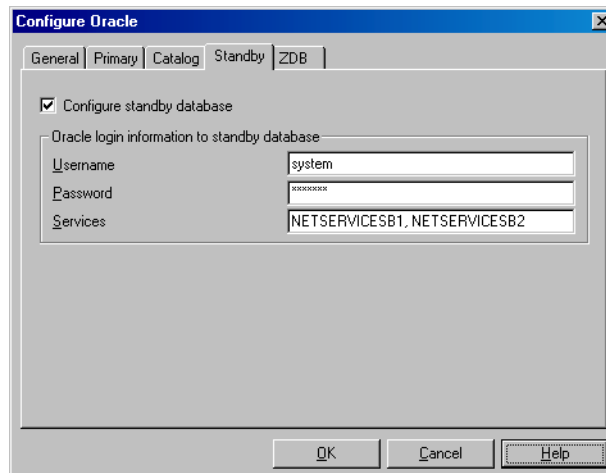 Configure Oracle
General Primary Catalog Standby ZDB
Configure standby database
Oracle login information to standby database
Username system
Password *******
Services NETSERVICESB1, NETSERVICESB2
OK Cancel Help